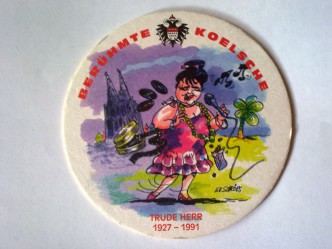 BERÜHMTE KOELSCHE
TRUDE HERR
1927 - 1991